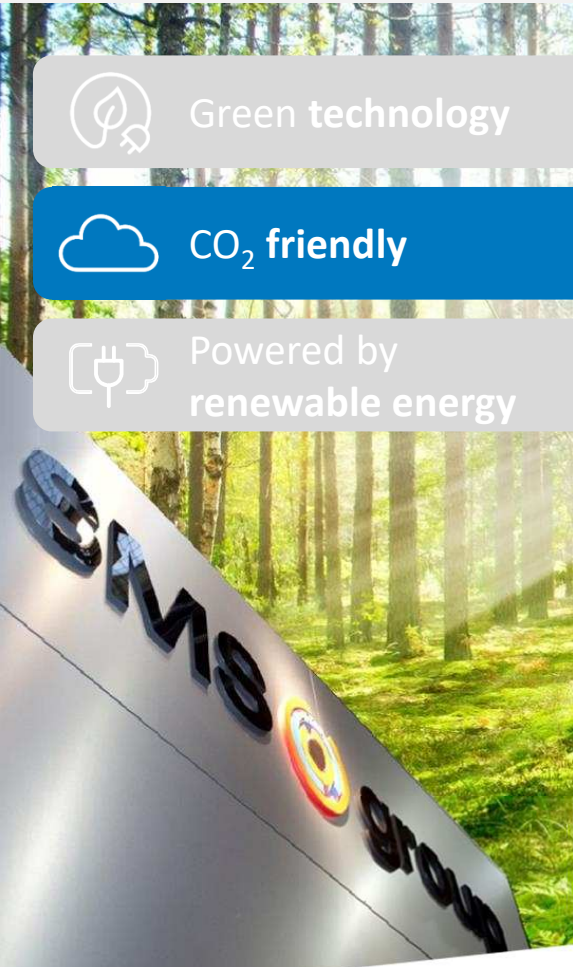 Green technology
CO₂ friendly
Powered by
renewable energy
SMS group